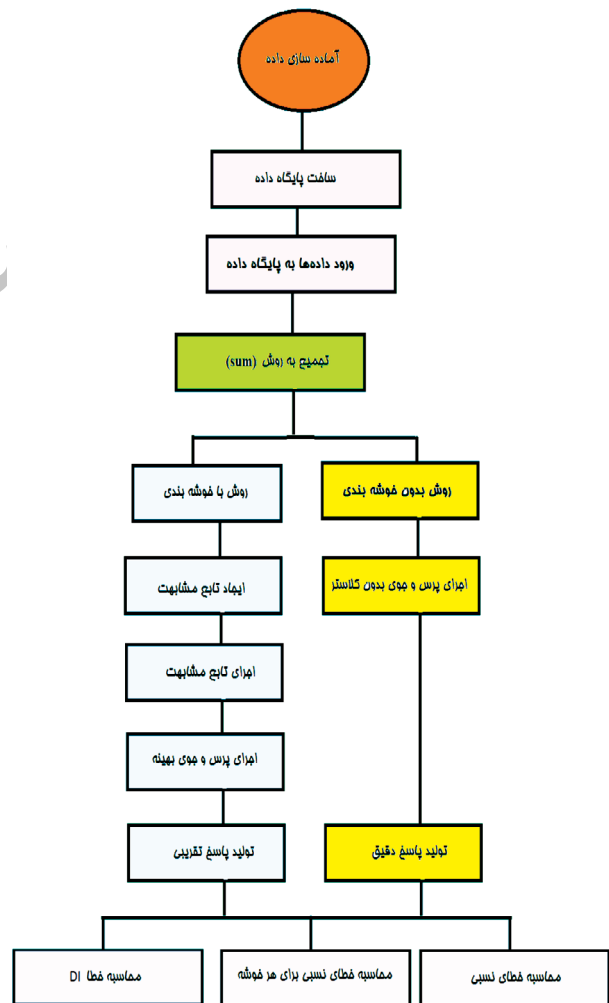 آماده سازی داده
ساخت پایگاه داده
ورود داده‌ها به پایگاه داده
تجمیع به روش (sum)
روش بدون خوشه بندی
روش با خوشه بندی
اجرای پرس و جوی بدون کلاستر
ایجاد تابع مشابهت
اجرای تابع مشابهت
اجرای پرس و جوی بهینه
تولید پاسخ دقیق
تولید پاسخ تقریبی
محاسبه خطای نسبی
محاسبه خطای نسبی برای هر خوشه
محاسبه خطا DI